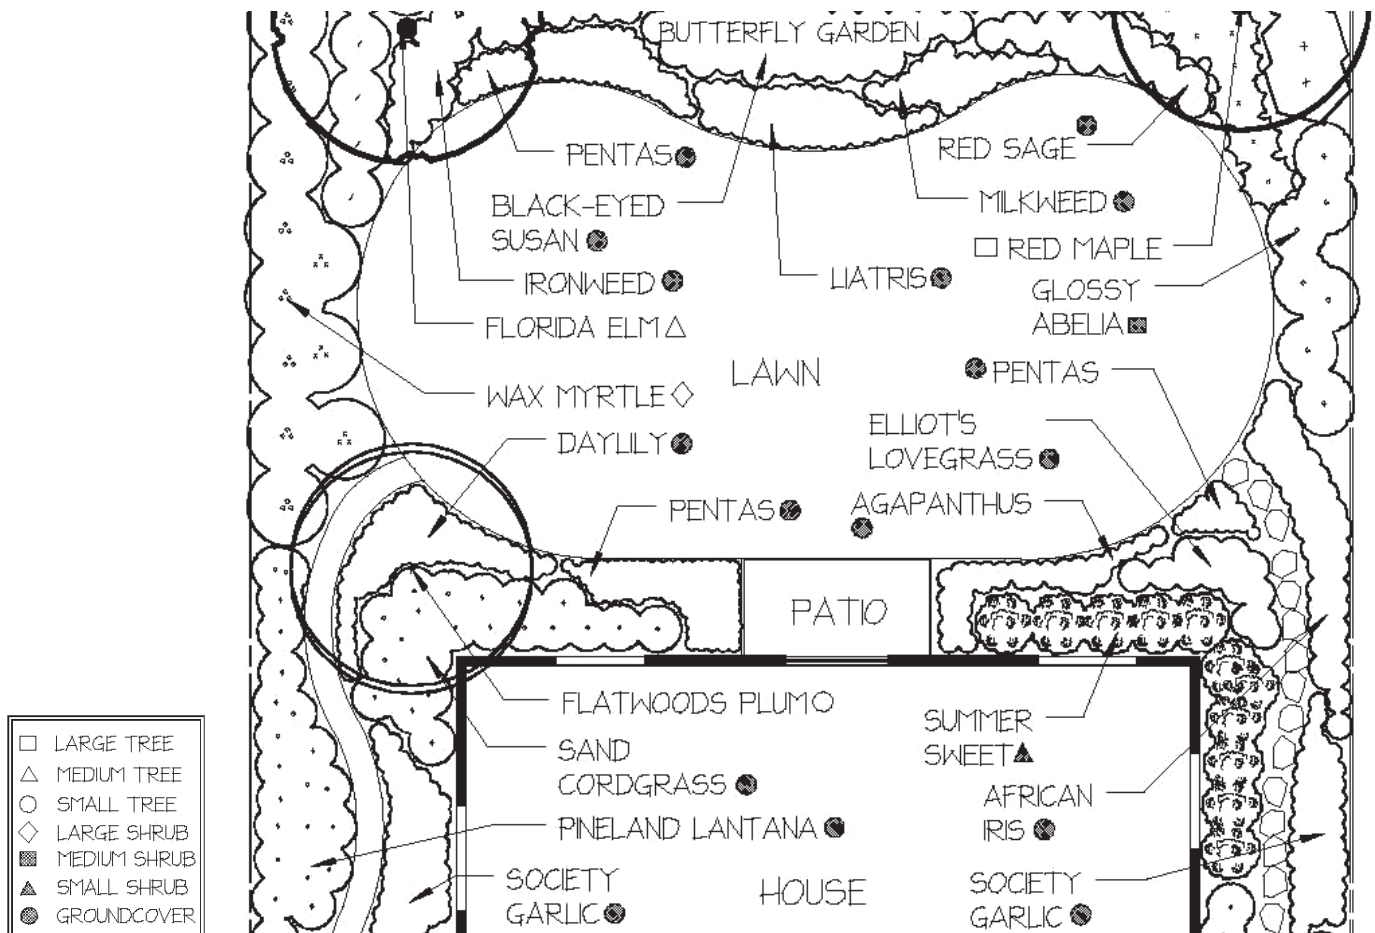 BUTTERFLY GARDEN
PENTAS
RED SAGE
BLACK-EYED
SUSAN
MILKWEED
RED MAPLE
IRONWEED
LIATRIS
GLOSSY
ABELIA
FLORIDA ELM
LAWN
PENTAS
WAX MYRTLE
DAYLILY
ELLIOT'S
LOVEGRASS
PENTAS
AGAPANTHUS
PATIO
FLATWOODS PLUM
SUMMER
SWEET
SAND
CORDGRASS
AFRICAN
IRIS
PINELAND LANTANA
SOCIETY
GARLIC
HOUSE
SOCIETY
GARLIC
LARGE TREE
MEDIUM TREE
SMALL TREE
LARGE SHRUB
MEDIUM SHRUB
SMALL SHRUB
GROUNDCOVER